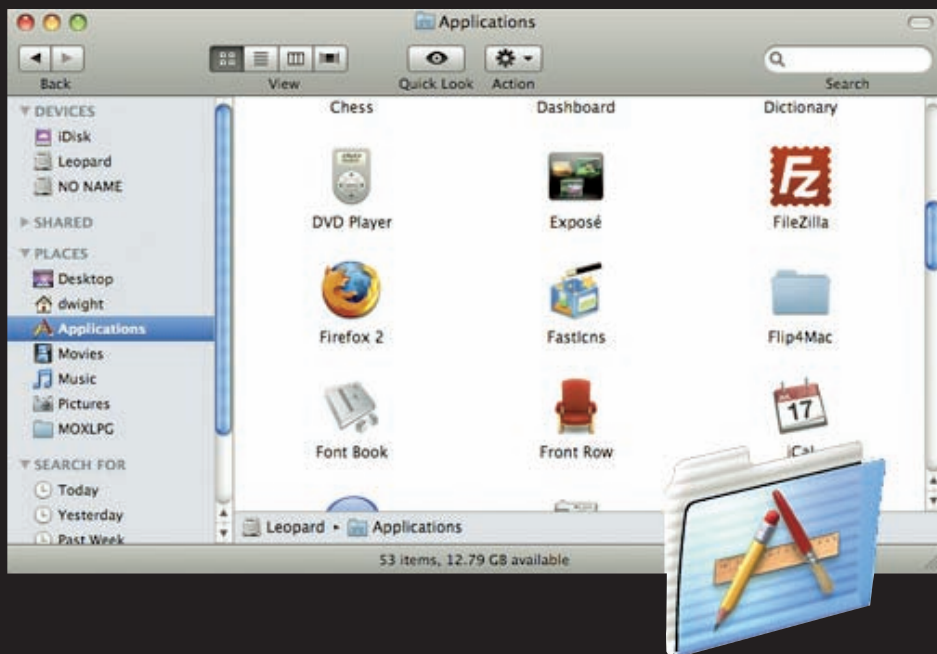 Applications
Back
View
Quick Look
Action
Search
DEVICES
iDisk
Leopard
NO NAME
SHARED
PLACES
Desktop
dwight
Applications
Movies
Music
Pictures
MOXLPG
SEARCH FOR
Today
Yesterday
Past Week
Chess
Dashboard
Dictionary
DVD Player
Exposé
FileZilla
Firefox 2
FastIcns
Flip4Mac
Font Book
Front Row
17
iCal
Leopard ▸ Applications
53 items, 12.79 GB available